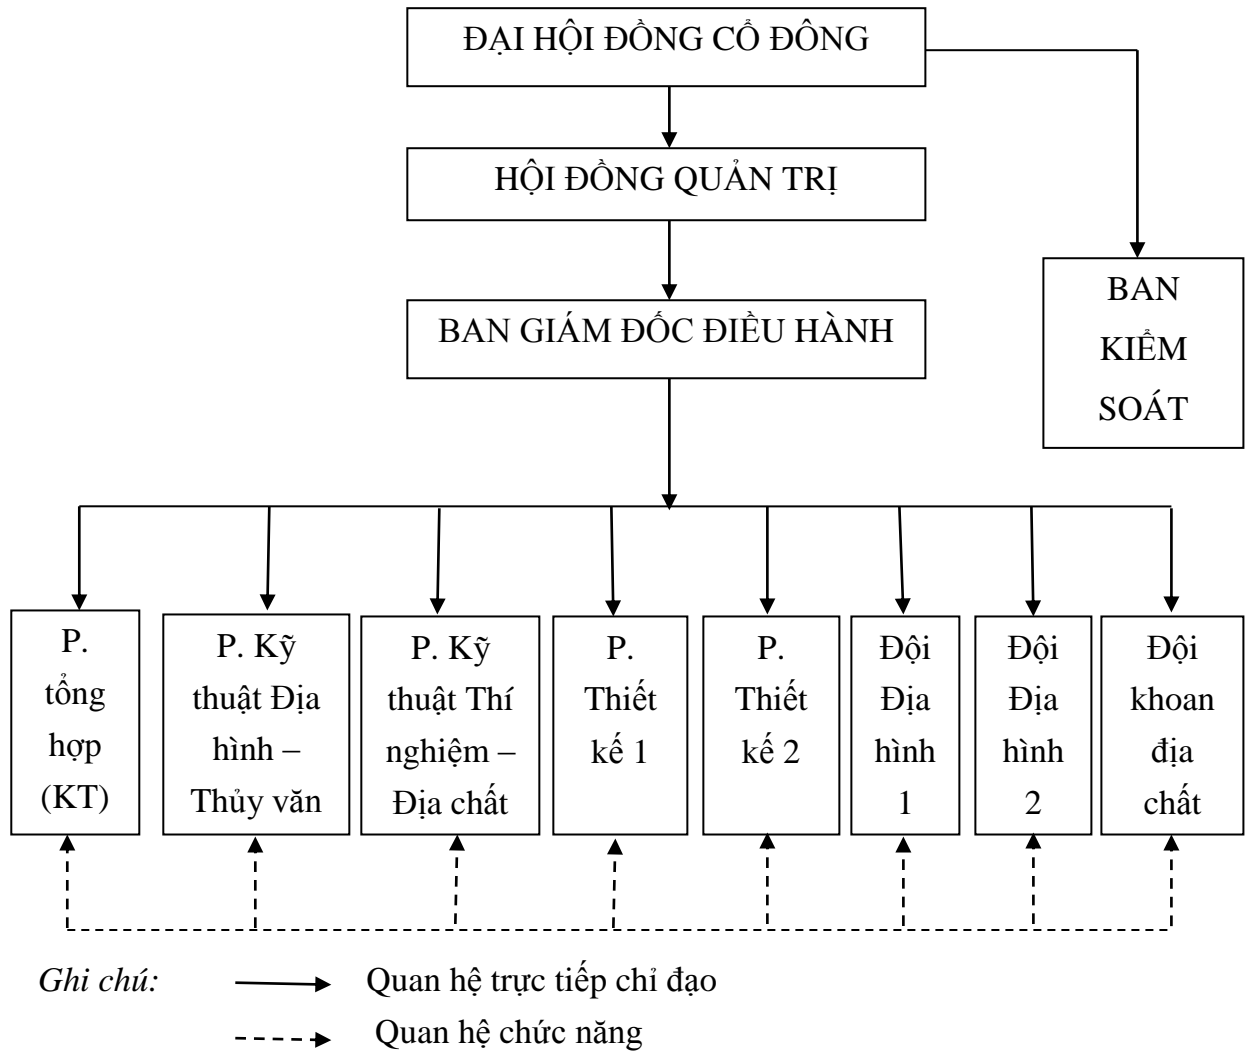 ĐẠI HỘI ĐỒNG CỔ ĐÔNG
HỘI ĐỒNG QUẢN TRỊ
BAN GIÁM ĐỐC ĐIỀU HÀNH
BAN
KIỂM
SOÁT
P.
tổng
hợp
(KT)
P. Kỹ
thuật Địa
hình –
Thủy văn
P. Kỹ
thuật Thí
nghiệm –
Địa chất
P.
Thiết
kế 1
P.
Thiết
kế 2
Đội
Địa
hình
1
Đội
Địa
hình
2
Đội
khoan
địa
chất
Ghi chú:
Quan hệ trực tiếp chỉ đạo
Quan hệ chức năng